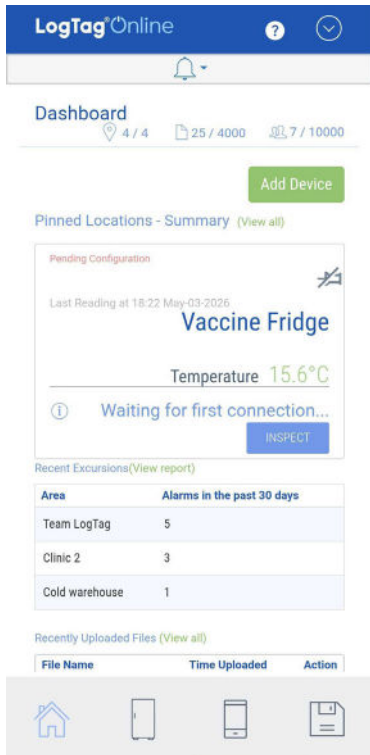 LogTag®Online
?
Dashboard
4 / 4 25 / 4000 7 / 10000
Add Device
Pinned Locations - Summary (View all)
Pending Configuration
Last Reading at 18:22 May-03-2026
Vaccine Fridge
Temperature 15.6°C
Waiting for first connection...
INSPECT
Recent Excursions(View report)
Area Alarms in the past 30 days
Team LogTag 5
Clinic 2 3
Cold warehouse 1
Recently Uploaded Files (View all)
File Name Time Uploaded Action